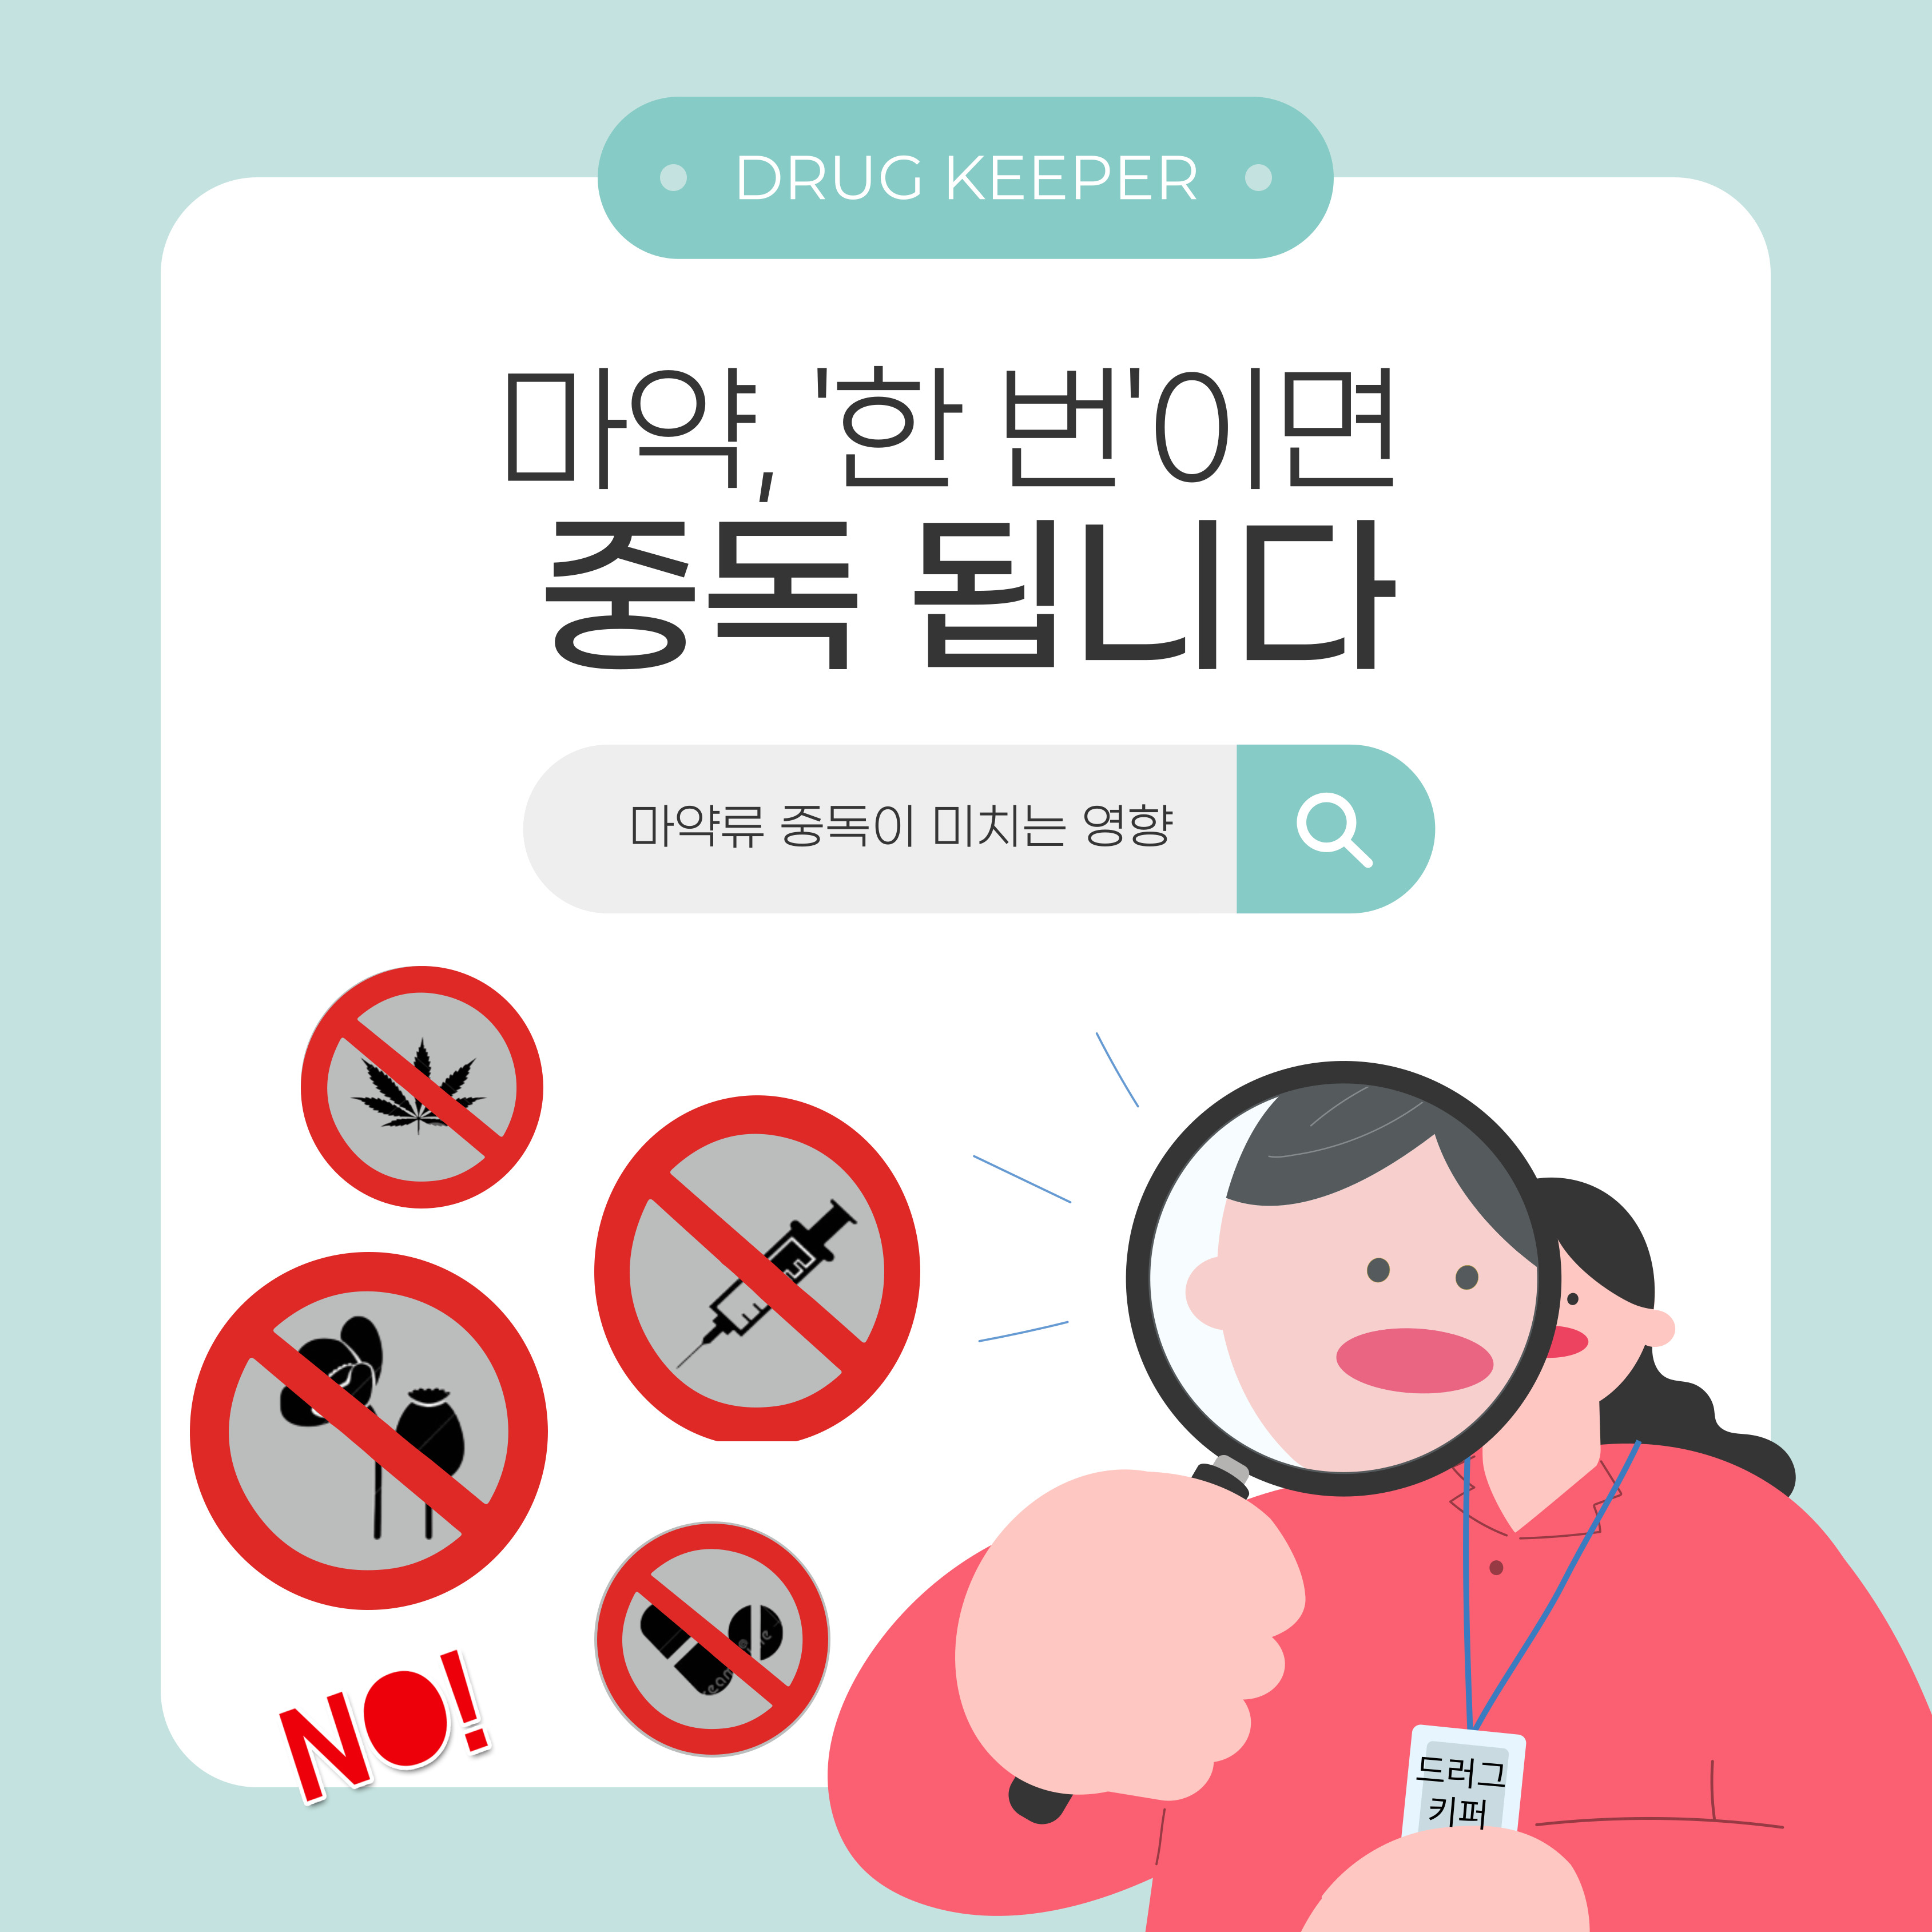 DRUG KEEPER
마약, '한 번'이면
중독 됩니다
마약류 중독이 미치는 영향
NO!
드러그
키퍼